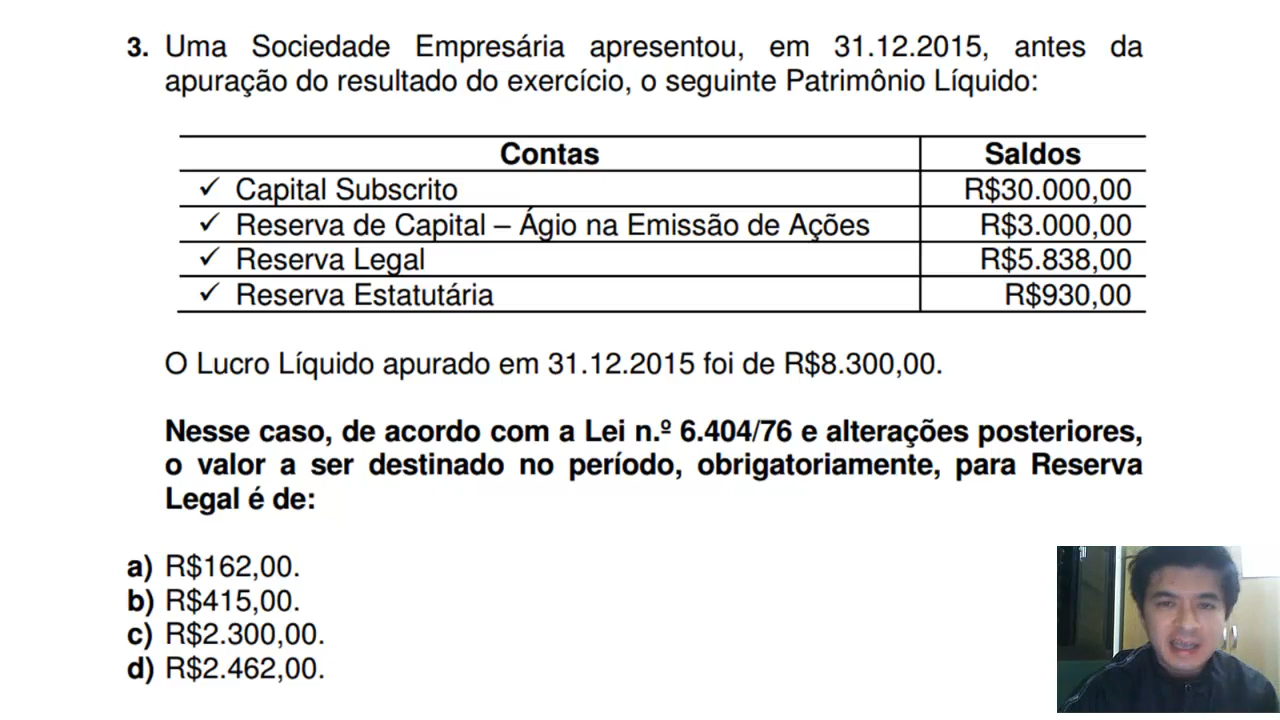 3. Uma Sociedade Empresária apresentou, em 31.12.2015, antes da
apuração do resultado do exercício, o seguinte Patrimônio Líquido:
Contas Saldos
✓ Capital Subscrito R$30.000,00
✓ Reserva de Capital – Ágio na Emissão de Ações R$3.000,00
✓ Reserva Legal R$5.838,00
✓ Reserva Estatutária R$930,00
O Lucro Líquido apurado em 31.12.2015 foi de R$8.300,00.
Nesse caso, de acordo com a Lei n.º 6.404/76 e alterações posteriores,
o valor a ser destinado no período, obrigatoriamente, para Reserva
Legal é de:
a) R$162,00.
b) R$415,00.
c) R$2.300,00.
d) R$2.462,00.